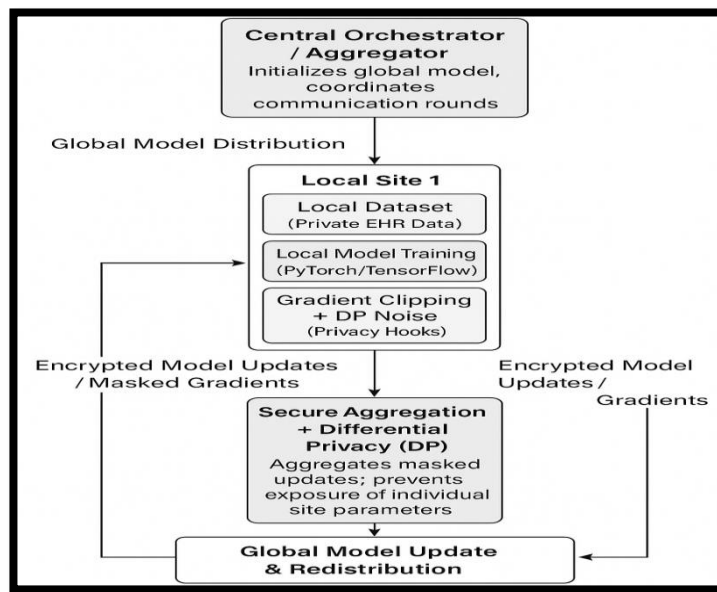 Central Orchestrator
/ Aggregator
Initializes global model,
coordinates
communication rounds
Global Model Distribution
Local Site 1
Local Dataset
(Private EHR Data)
Local Model Training
(PyTorch/TensorFlow)
Gradient Clipping
+ DP Noise
(Privacy Hooks)
Encrypted Model Updates
/ Masked Gradients
Encrypted Model
Updates /
Gradients
Secure Aggregation
+ Differential
Privacy (DP)
Aggregates masked
updates; prevents
exposure of individual
site parameters
Global Model Update
& Redistribution